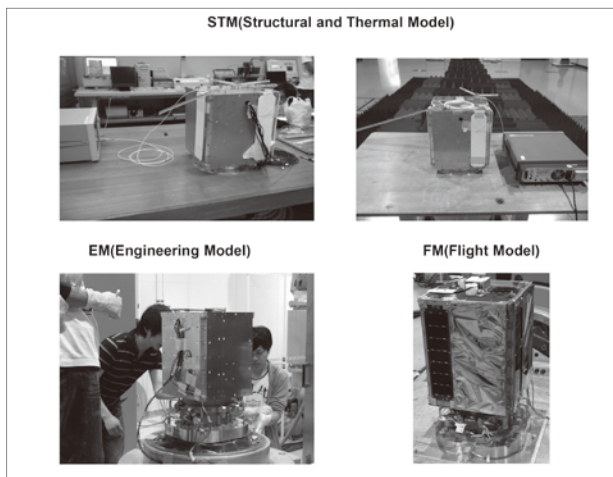 STM(Structural and Thermal Model)
EM(Engineering Model)
FM(Flight Model)